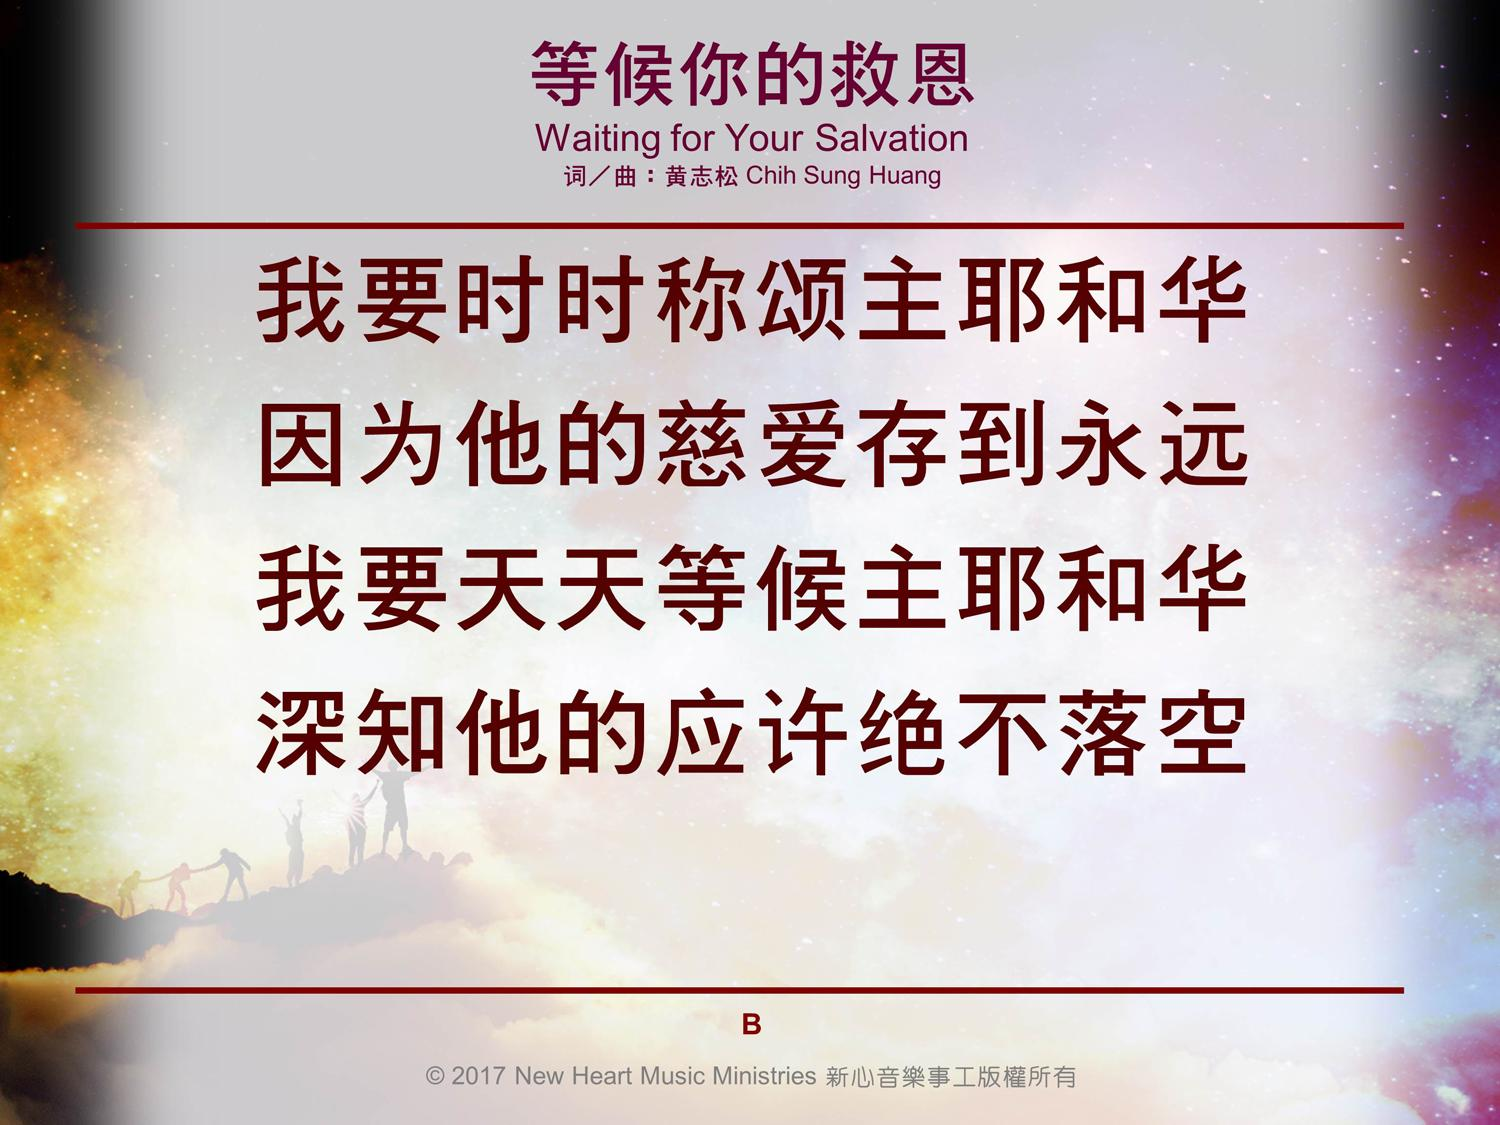 等候你的救恩
Waiting for Your Salvation
词／曲：黄志松 Chih Sung Huang
我要时时称颂主耶和华
因为他的慈爱存到永远
我要天天等候主耶和华
深知他的应许绝不落空
B
© 2017 New Heart Music Ministries 新心音樂事工版權所有